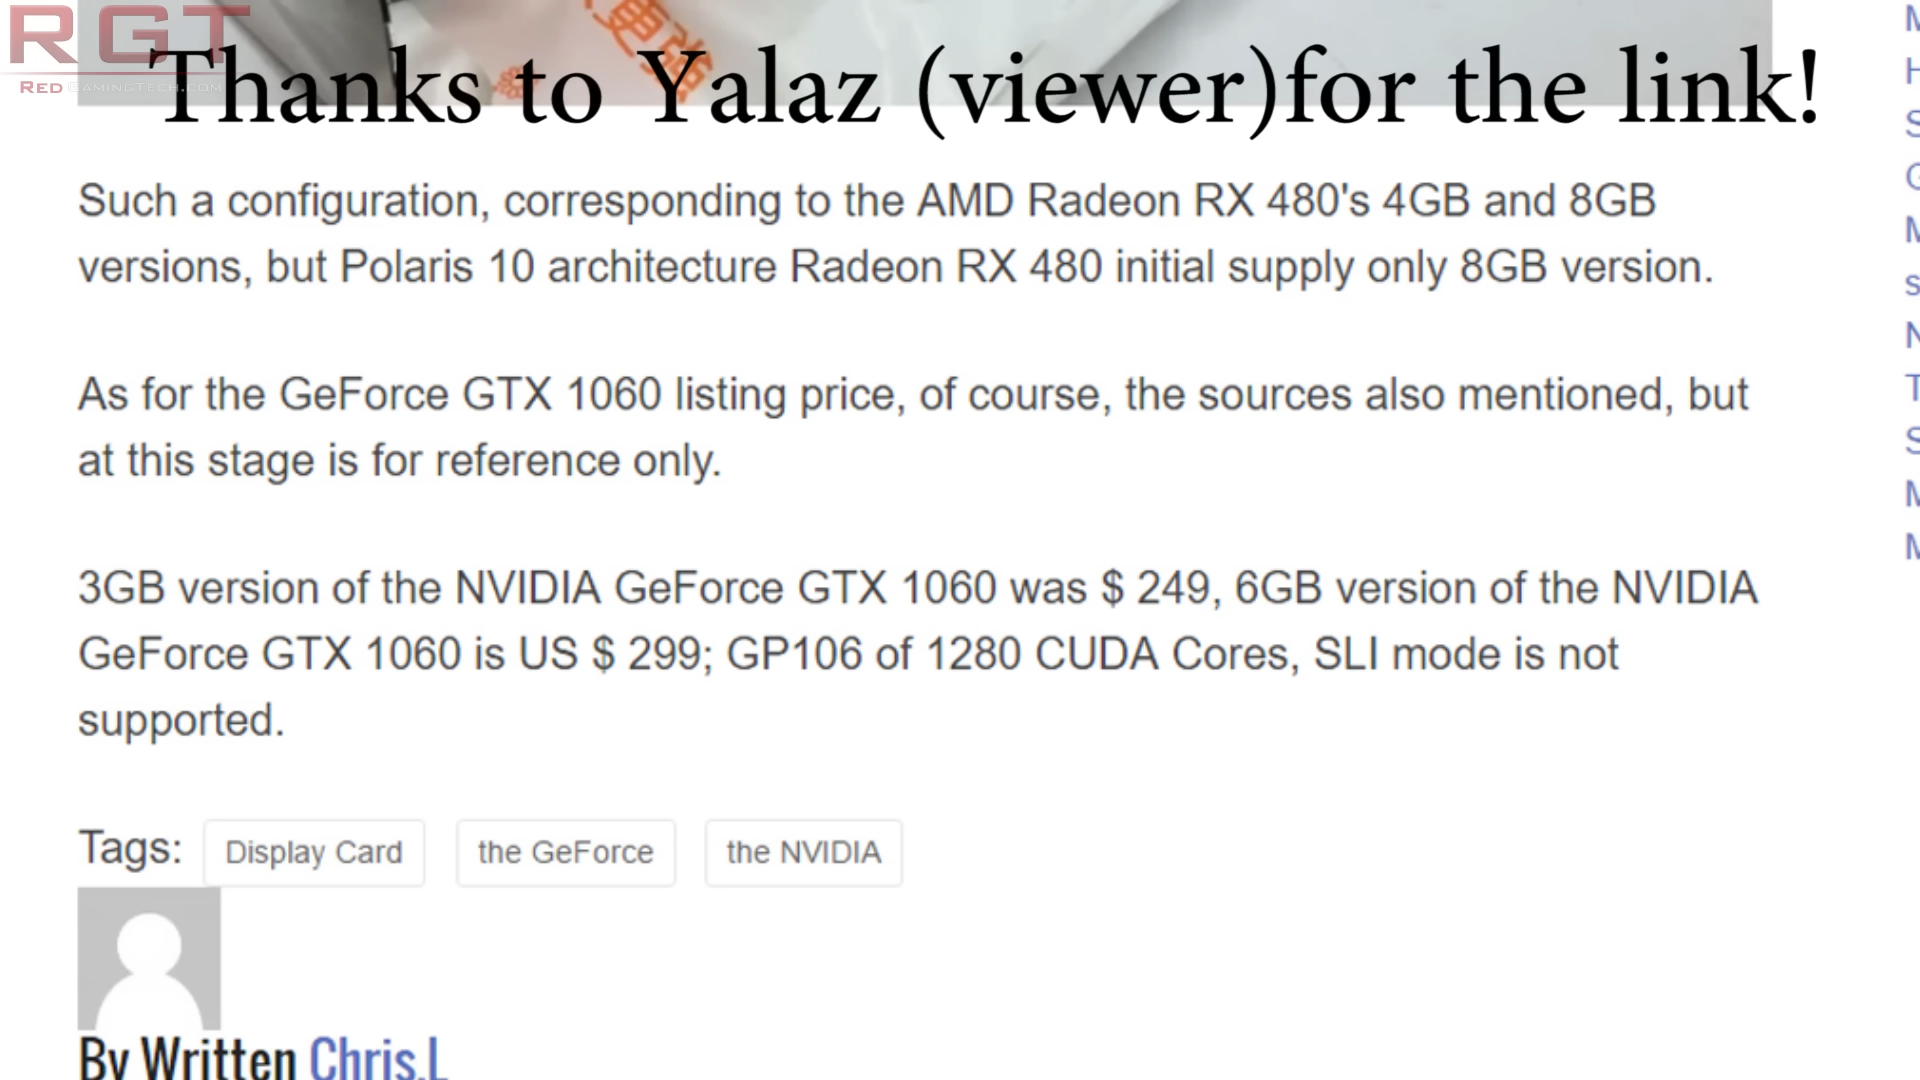 RGT
RED GAMINGTECH.COM
更强
Thanks to Yalaz (viewer)for the link!
Such a configuration, corresponding to the AMD Radeon RX 480's 4GB and 8GB
versions, but Polaris 10 architecture Radeon RX 480 initial supply only 8GB version.
As for the GeForce GTX 1060 listing price, of course, the sources also mentioned, but
at this stage is for reference only.
3GB version of the NVIDIA GeForce GTX 1060 was $ 249, 6GB version of the NVIDIA
GeForce GTX 1060 is US $ 299; GP106 of 1280 CUDA Cores, SLI mode is not
supported.
Tags: Display Card the GeForce the NVIDIA
By Written Chris.L